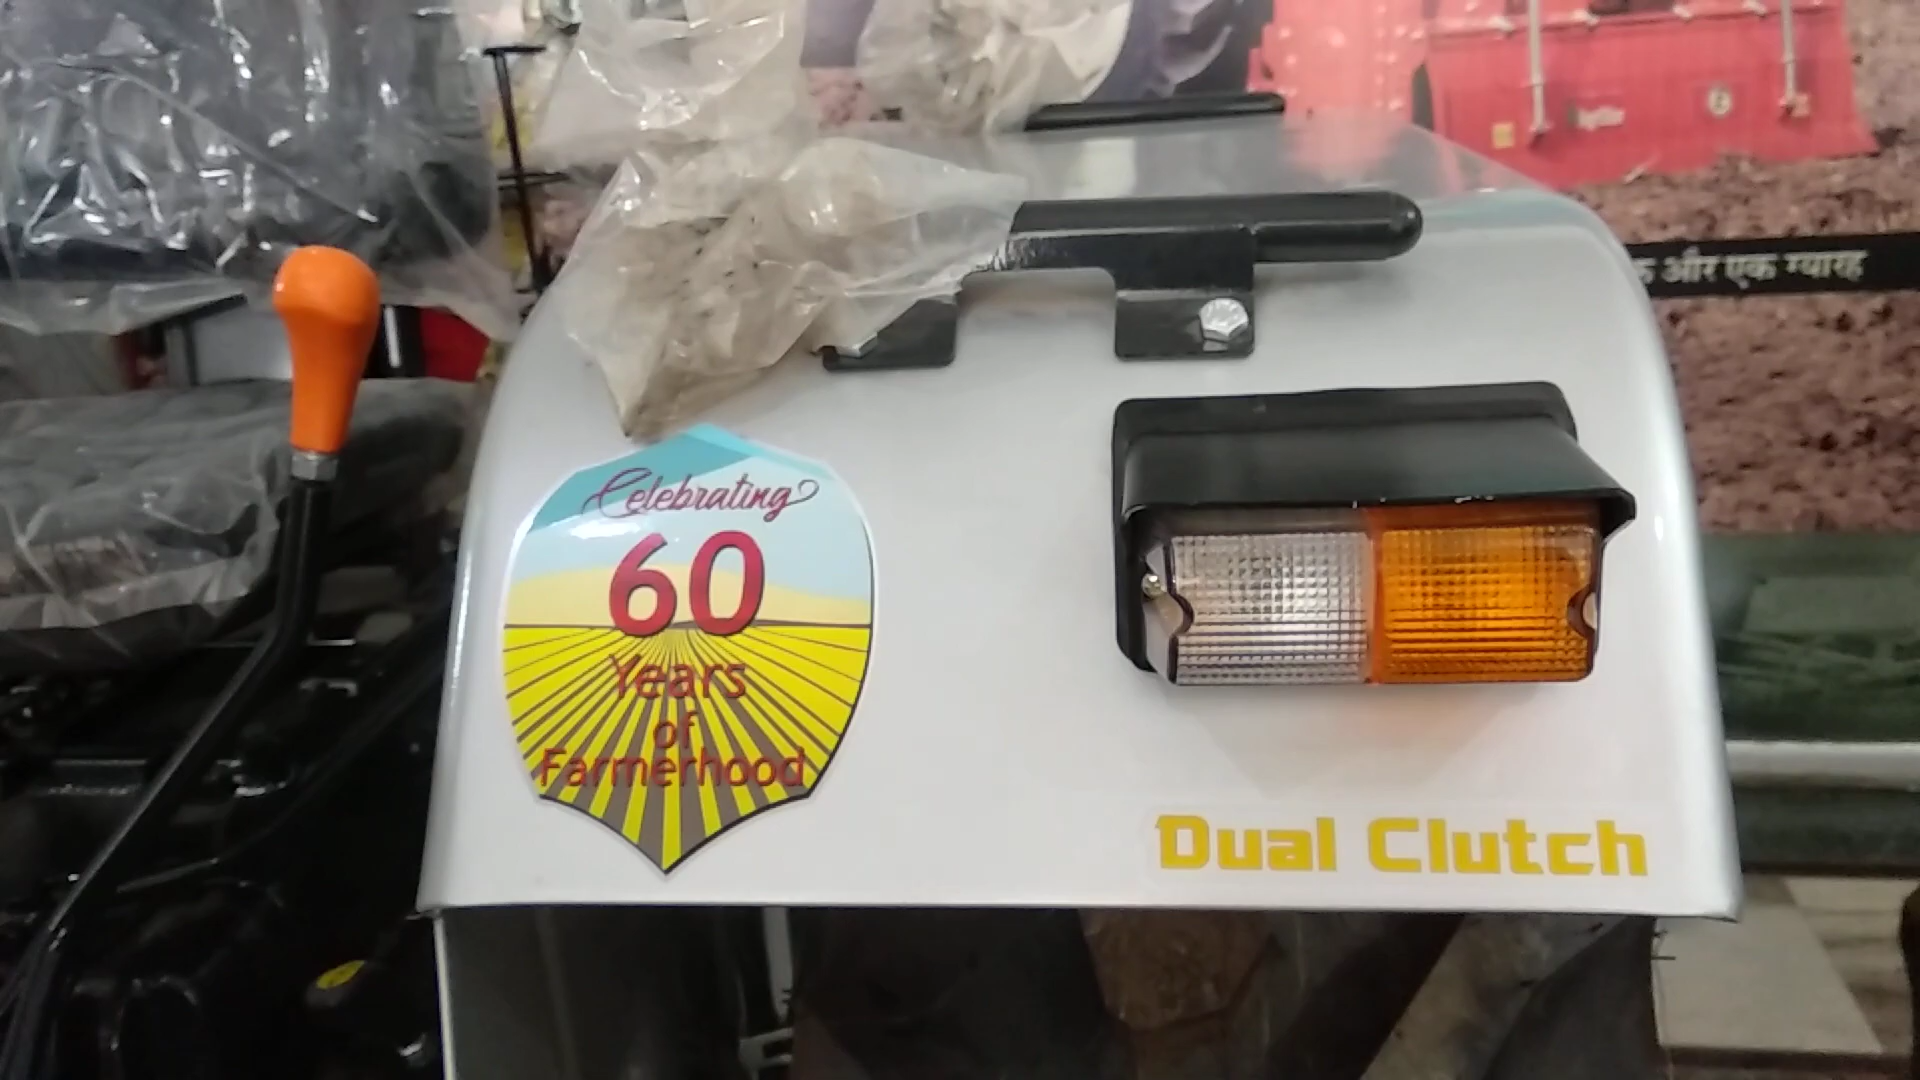 और एक ग्यारह
Celebrating
60
Years
of
Farmerhood
Dual Clutch